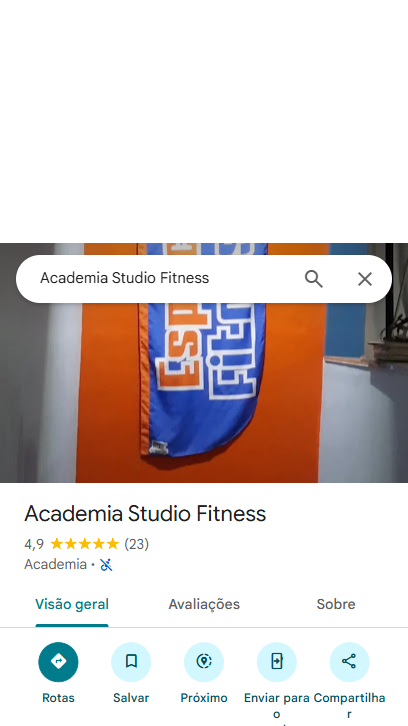 Academia Studio Fitness
Academia Studio Fitness
4,9 (23)
Academia ·
Visão geral
Avaliações
Sobre
Rotas
Salvar
Próximo
Enviar para o
Compartilhar